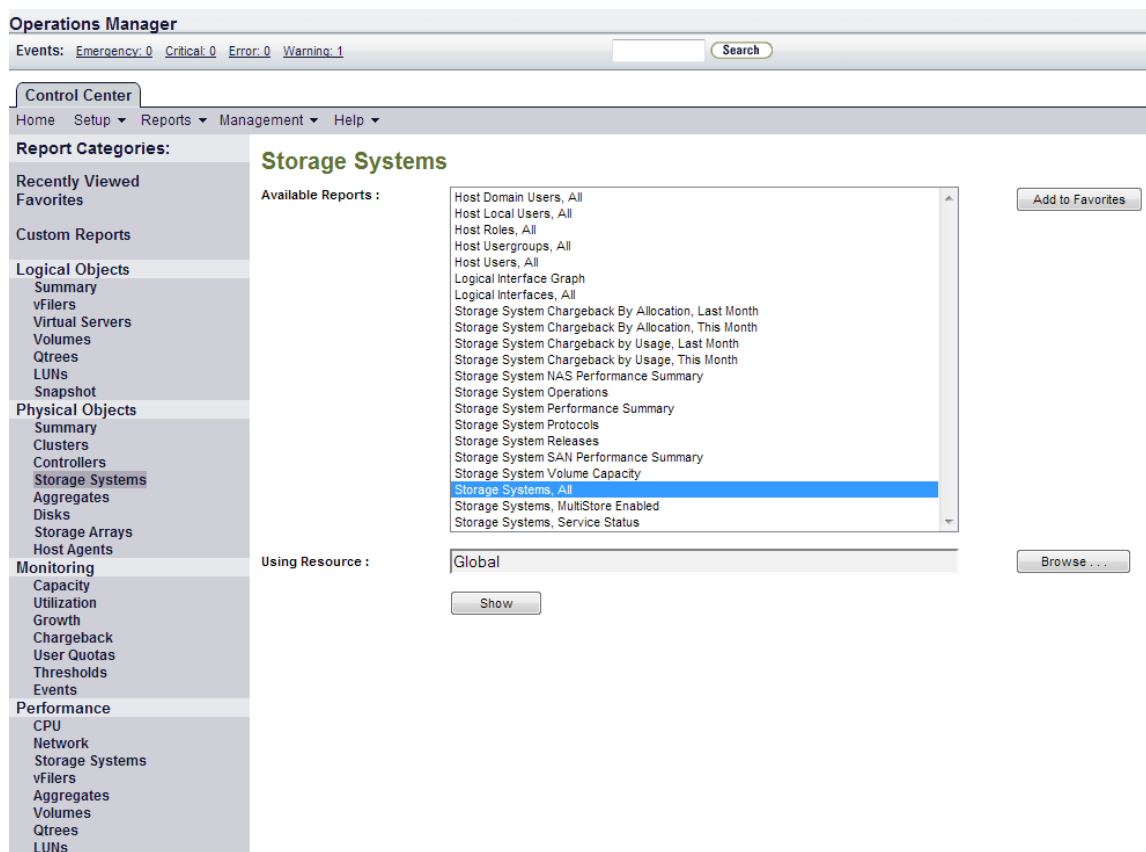 Operations Manager
Events: Emergency: 0 Critical: 0 Error: 0 Warning: 1
Search
Control Center
Home Setup Reports Management Help
Report Categories:
Recently Viewed
Favorites
Custom Reports
Logical Objects
Summary
vFilers
Virtual Servers
Volumes
Qtrees
LUNs
Snapshot
Physical Objects
Summary
Clusters
Controllers
Storage Systems
Aggregates
Disks
Storage Arrays
Host Agents
Monitoring
Capacity
Utilization
Growth
Chargeback
User Quotas
Thresholds
Events
Performance
CPU
Network
Storage Systems
vFilers
Aggregates
Volumes
Qtrees
LUNs
Storage Systems
Available Reports :
Host Domain Users, All
Host Local Users, All
Host Roles, All
Host Usergroups, All
Host Users, All
Logical Interface Graph
Logical Interfaces, All
Storage System Chargeback By Allocation, Last Month
Storage System Chargeback By Allocation, This Month
Storage System Chargeback by Usage, Last Month
Storage System Chargeback by Usage, This Month
Storage System NAS Performance Summary
Storage System Operations
Storage System Performance Summary
Storage System Protocols
Storage System Releases
Storage System SAN Performance Summary
Storage System Volume Capacity
Storage Systems, All
Storage Systems, MultiStore Enabled
Storage Systems, Service Status
Add to Favorites
Using Resource :
Global
Browse . . .
Show